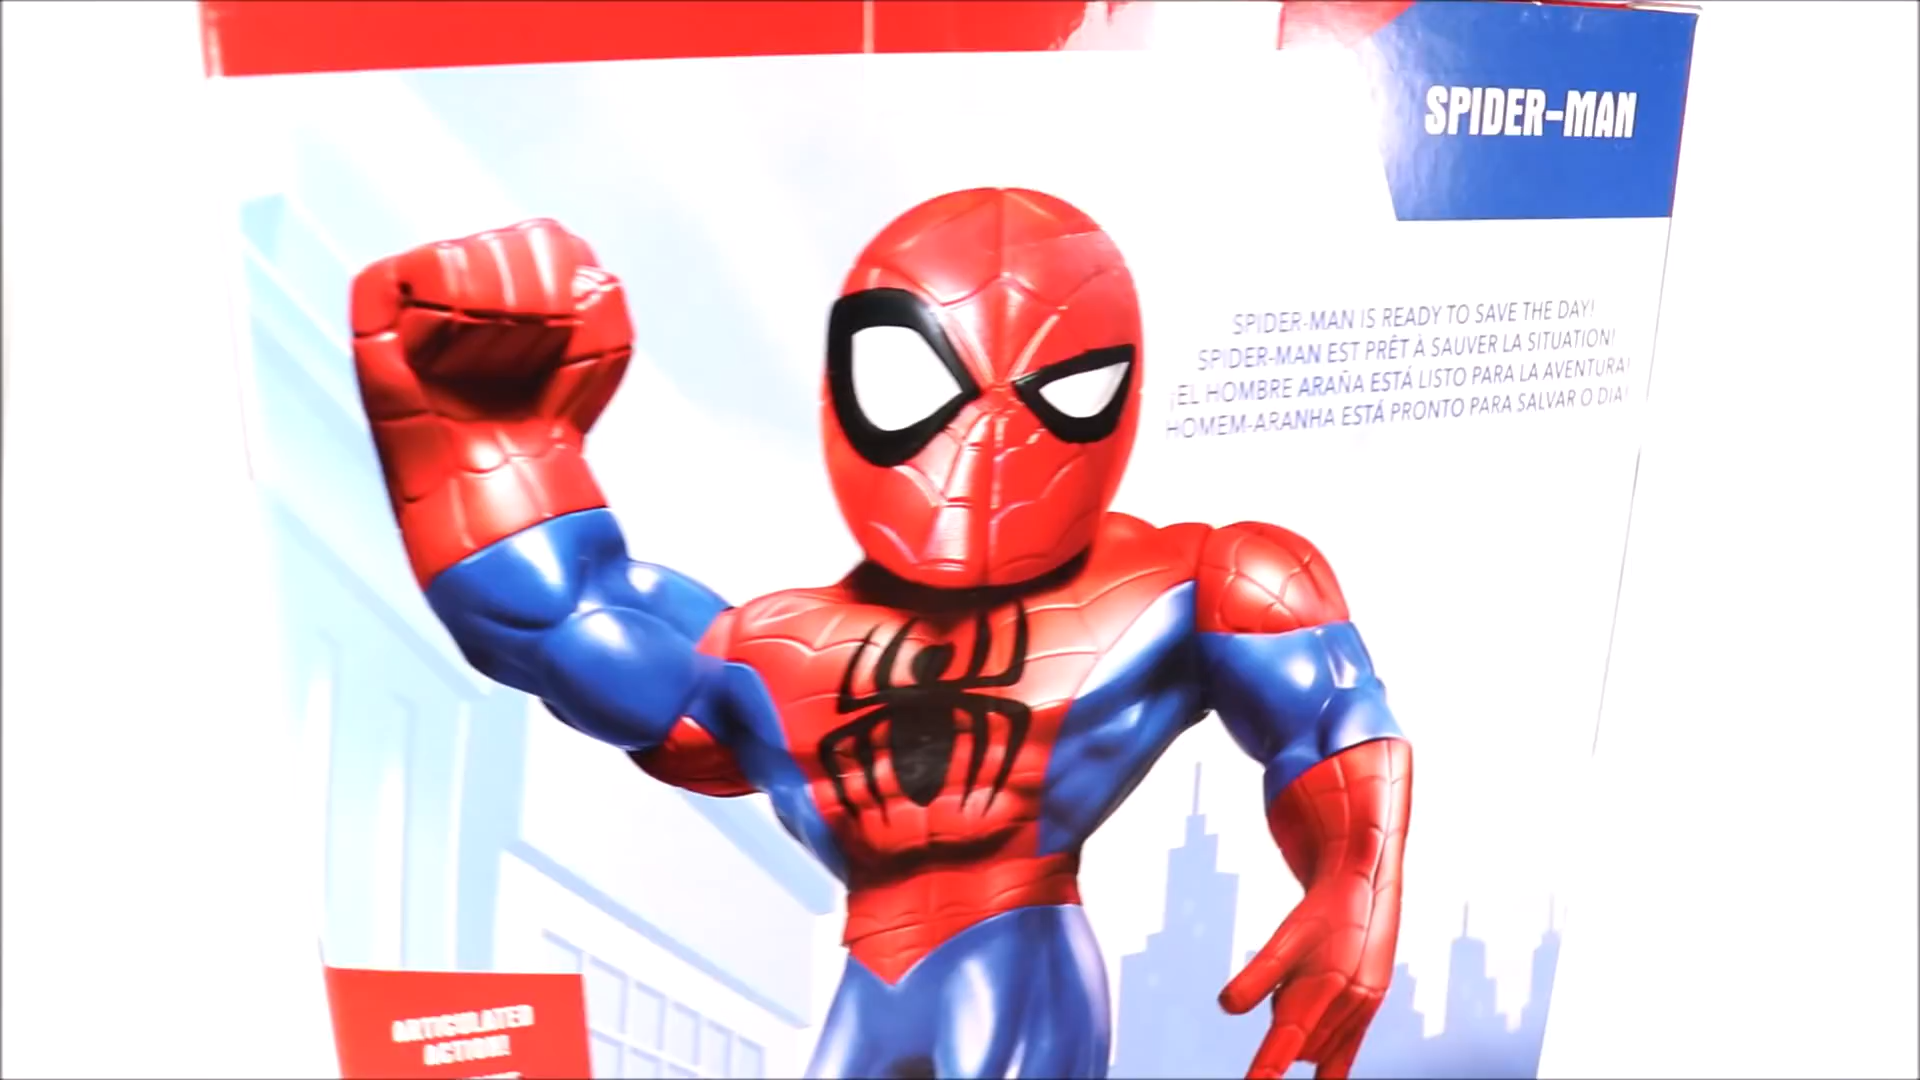 SPIDER-MAN
SPIDER-MAN IS READY TO SAVE THE DAY!
SPIDER-MAN EST PRÊT À SAUVER LA SITUATION!
¡EL HOMBRE ARAÑA ESTÁ LISTO PARA LA AVENTURA!
HOMEM-ARANHA ESTÁ PRONTO PARA SALVAR O DIA!
ARTICULATED
ACTION!